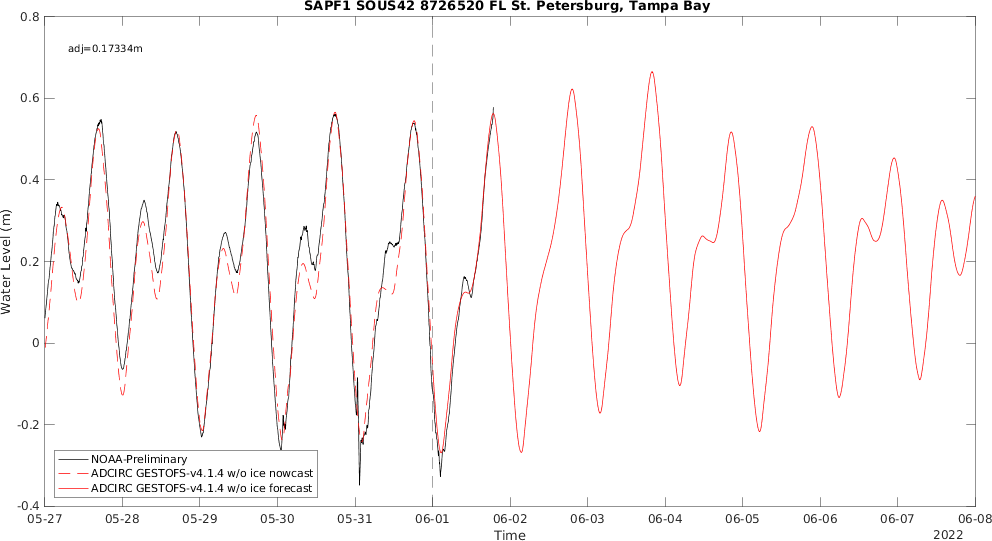 SAPF1 SOUS42 8726520 FL St. Petersburg, Tampa Bay
adj=0.17334m
0.8
0.6
0.4
0.2
0
-0.2
-0.4
Water Level (m)
NOAA-Preliminary
ADCIRC GESTOFS-v4.1.4 w/o ice nowcast
ADCIRC GESTOFS-v4.1.4 w/o ice forecast
05-27 05-28 05-29 05-30 05-31 06-01 06-02 06-03 06-04 06-05 06-06 06-07 06-08
Time
2022